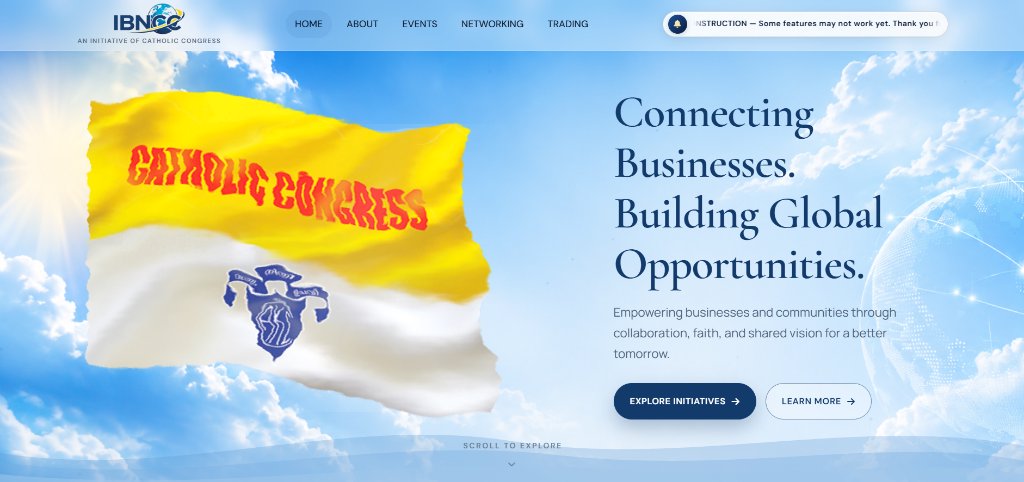 IBNCC
AN INITIATIVE OF CATHOLIC CONGRESS
HOME ABOUT EVENTS NETWORKING TRADING
NSTRUCTION — Some features may not work yet. Thank you f
CATHOLIC CONGRESS
Connecting
Businesses.
Building Global
Opportunities.
Empowering businesses and communities through
collaboration, faith, and shared vision for a better
tomorrow.
EXPLORE INITIATIVES →
LEARN MORE →
SCROLL TO EXPLORE